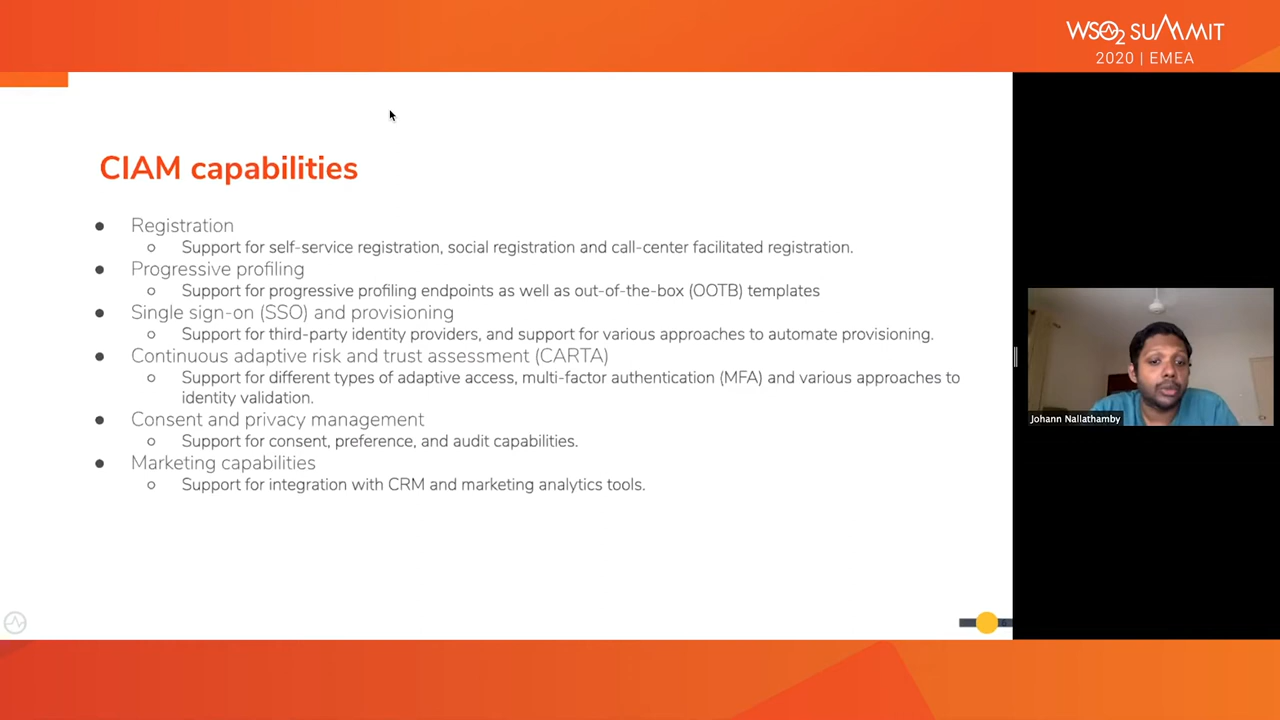 WSO2 SUMMIT
2020 | EMEA
CIAM capabilities
● Registration
○ Support for self-service registration, social registration and call-center facilitated registration.
● Progressive profiling
○ Support for progressive profiling endpoints as well as out-of-the-box (OOTB) templates
● Single sign-on (SSO) and provisioning
○ Support for third-party identity providers, and support for various approaches to automate provisioning.
● Continuous adaptive risk and trust assessment (CARTA)
○ Support for different types of adaptive access, multi-factor authentication (MFA) and various approaches to
identity validation.
● Consent and privacy management
○ Support for consent, preference, and audit capabilities.
● Marketing capabilities
○ Support for integration with CRM and marketing analytics tools.
Johann Nallathamby